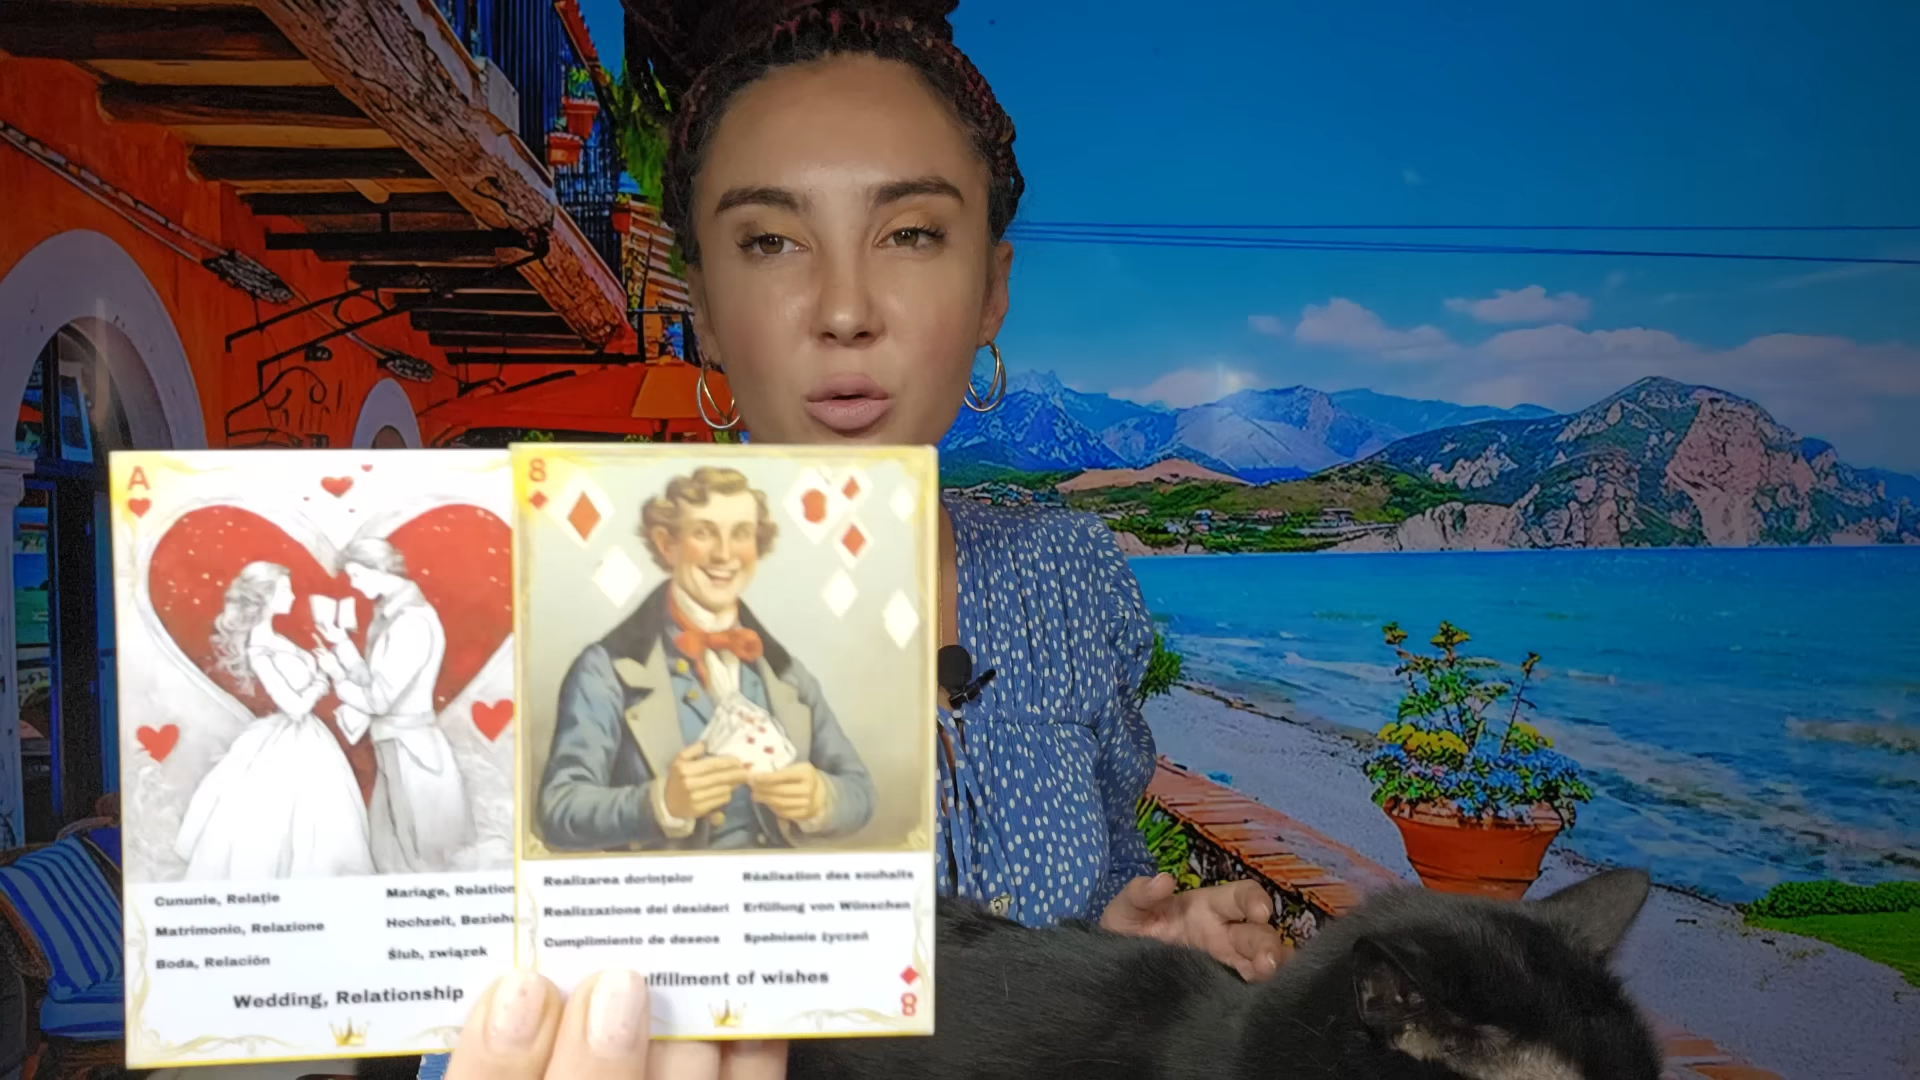 A
Cununie, Relație
Matrimonio, Relazione
Boda, Relación
Mariage, Relation
Hochzeit, Bezieh
Ślub, związek
Wedding, Relationship
8
Realizarea dorințelor
Realizzazione dei desideri
Cumplimiento de deseos
Réalisation des souhaits
Erfüllung von Wünschen
Spełnienie życzeń
lfillment of wishes
8